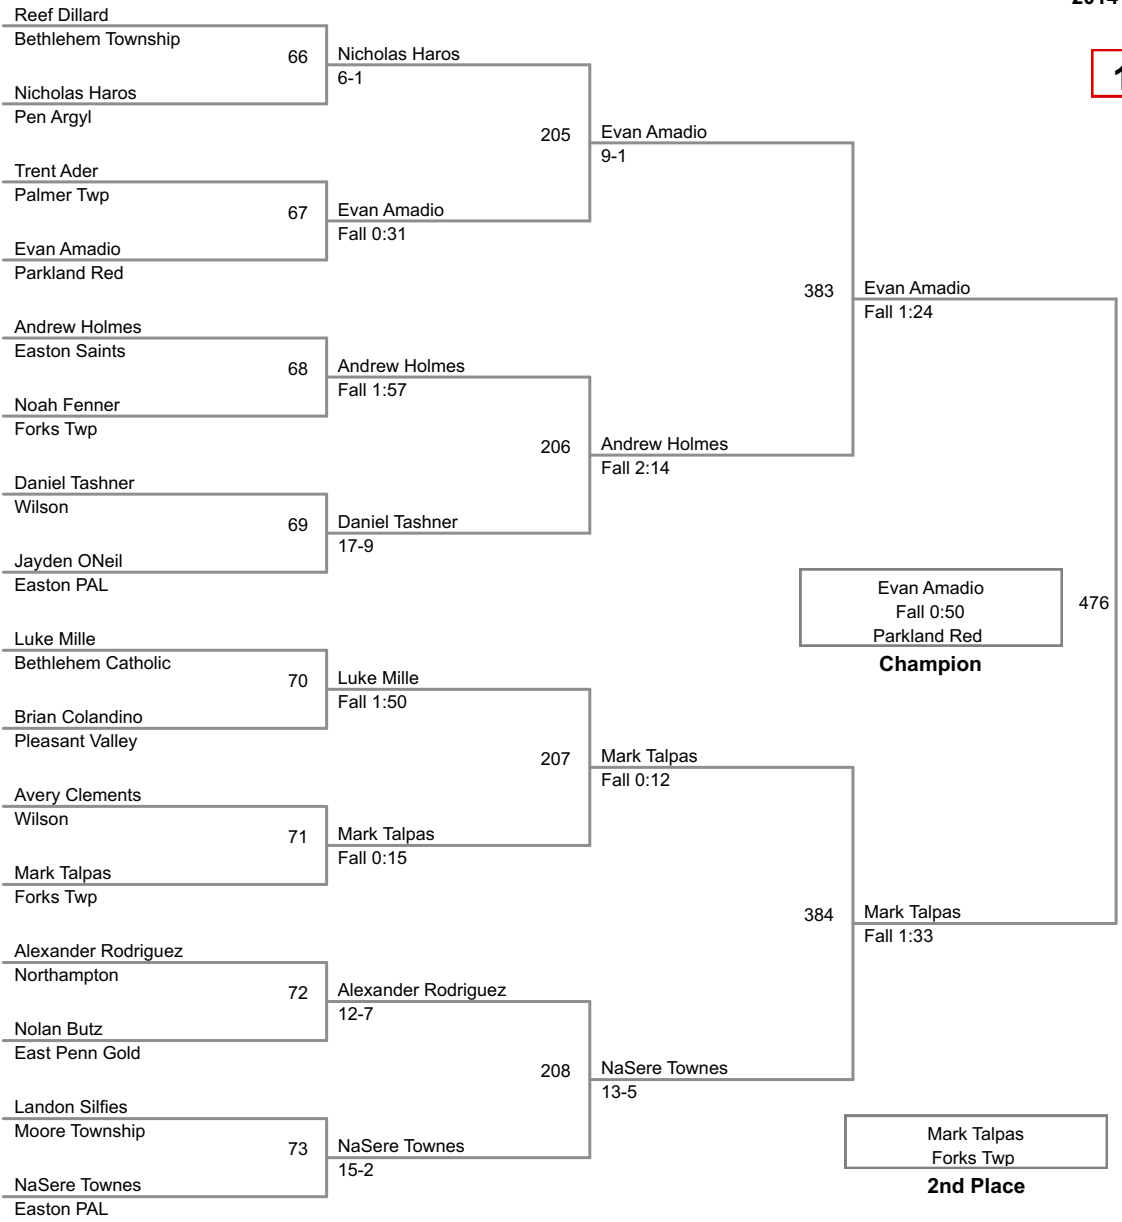 2014
1
Reef Dillard
Bethlehem Township
66
Nicholas Haros
6-1
Nicholas Haros
Pen Argyl
205
Evan Amadio
9-1
Trent Ader
Palmer Twp
67
Evan Amadio
Fall 0:31
Evan Amadio
Parkland Red
383
Evan Amadio
Fall 1:24
Andrew Holmes
Easton Saints
68
Andrew Holmes
Fall 1:57
Noah Fenner
Forks Twp
206
Andrew Holmes
Fall 2:14
Daniel Tashner
Wilson
69
Daniel Tashner
17-9
Jayden ONeil
Easton PAL
Evan Amadio
Fall 0:50
Parkland Red
Champion
476
Luke Mille
Bethlehem Catholic
70
Luke Mille
Fall 1:50
Brian Colandino
Pleasant Valley
207
Mark Talpas
Fall 0:12
Avery Clements
Wilson
71
Mark Talpas
Fall 0:15
Mark Talpas
Forks Twp
384
Mark Talpas
Fall 1:33
Alexander Rodriguez
Northampton
72
Alexander Rodriguez
12-7
Nolan Butz
East Penn Gold
208
NaSere Townes
13-5
Landon Silfies
Moore Township
73
NaSere Townes
15-2
NaSere Townes
Easton PAL
Mark Talpas
Forks Twp
2nd Place